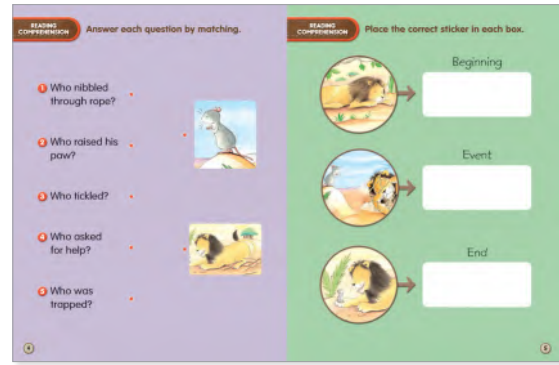 READING
COMPREHENSION
Answer each question by matching.
1 Who nibbled
through rope?
2 Who raised his
paw?
3 Who tickled?
4 Who asked
for help?
5 Who was
trapped?
4
READING
COMPREHENSION
Place the correct sticker in each box.
Beginning
Event
End
5